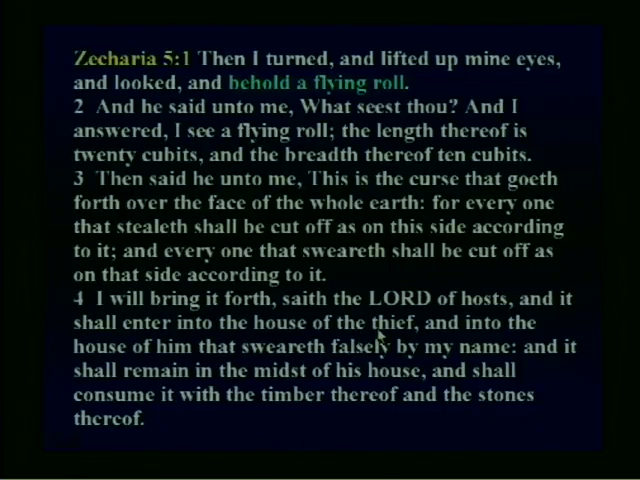 Zecharia 5:1 Then I turned, and lifted up mine eyes,
and looked, and behold a flying roll.
2 And he said unto me, What seest thou? And I
answered, I see a flying roll; the length thereof is
twenty cubits, and the breadth thereof ten cubits.
3 Then said he unto me, This is the curse that goeth
forth over the face of the whole earth: for every one
that stealeth shall be cut off as on this side according
to it; and every one that sweareth shall be cut off as
on that side according to it.
4 I will bring it forth, saith the LORD of hosts, and it
shall enter into the house of the thief, and into the
house of him that sweareth falsely by my name: and it
shall remain in the midst of his house, and shall
consume it with the timber thereof and the stones
thereof.